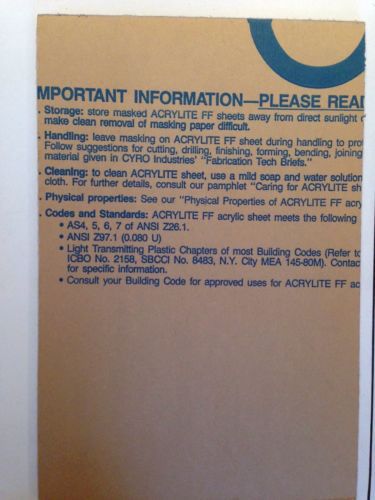 MPORTANT INFORMATION—PLEASE READ
. Storage: store masked ACRYLITE FF sheets away from direct sunlight
make clean removal of masking paper difficult.
. Handling: leave masking on ACRYLITE FF sheet during handling to pro
Follow suggestions for cutting, drilling, finishing, forming, bending, joining
material given in CYRO Industries' "Fabrication Tech Briefs."
. Cleaning: to clean ACRYLITE sheet, use a mild soap and water solution
cloth. For further details, consult our pamphlet "Caring for ACRYLITE sh
. Physical properties: See our "Physical Properties of ACRYLITE FF acry
. Codes and Standards: ACRYLITE FF acrylic sheet meets the following
• AS4, 5, 6, 7 of ANSI Z26.1.
• ANSI Z97.1 (0.080 U)
• Light Transmitting Plastic Chapters of most Building Codes (Refer to
ICBO No. 2158, SBCCI No. 8483, N.Y. City MEA 145-80M). Contac
for specific information.
• Consult your Building Code for approved uses for ACRYLITE FF ac